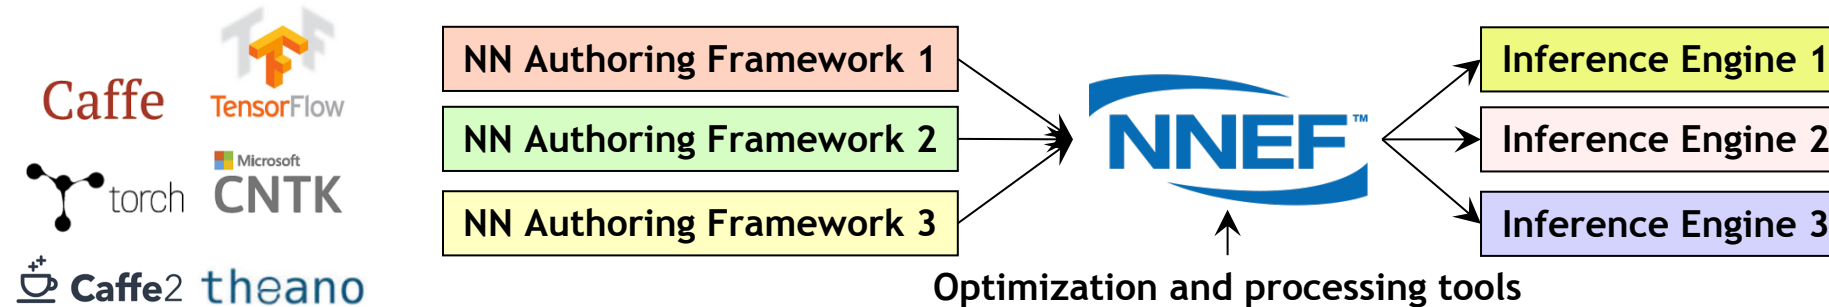 Caffe
TensorFlow
torch
Microsoft
CNTK
Caffe2
theano
NN Authoring Framework 1
NN Authoring Framework 2
NN Authoring Framework 3
NNEF™
Optimization and processing tools
Inference Engine 1
Inference Engine 2
Inference Engine 3